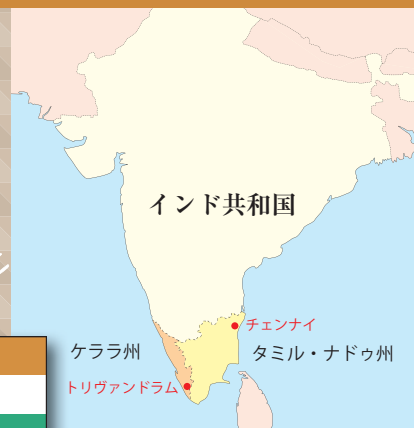 インド共和国
チェンナイ
ケララ州
タミル・ナドゥ州
トリヴァンドラム